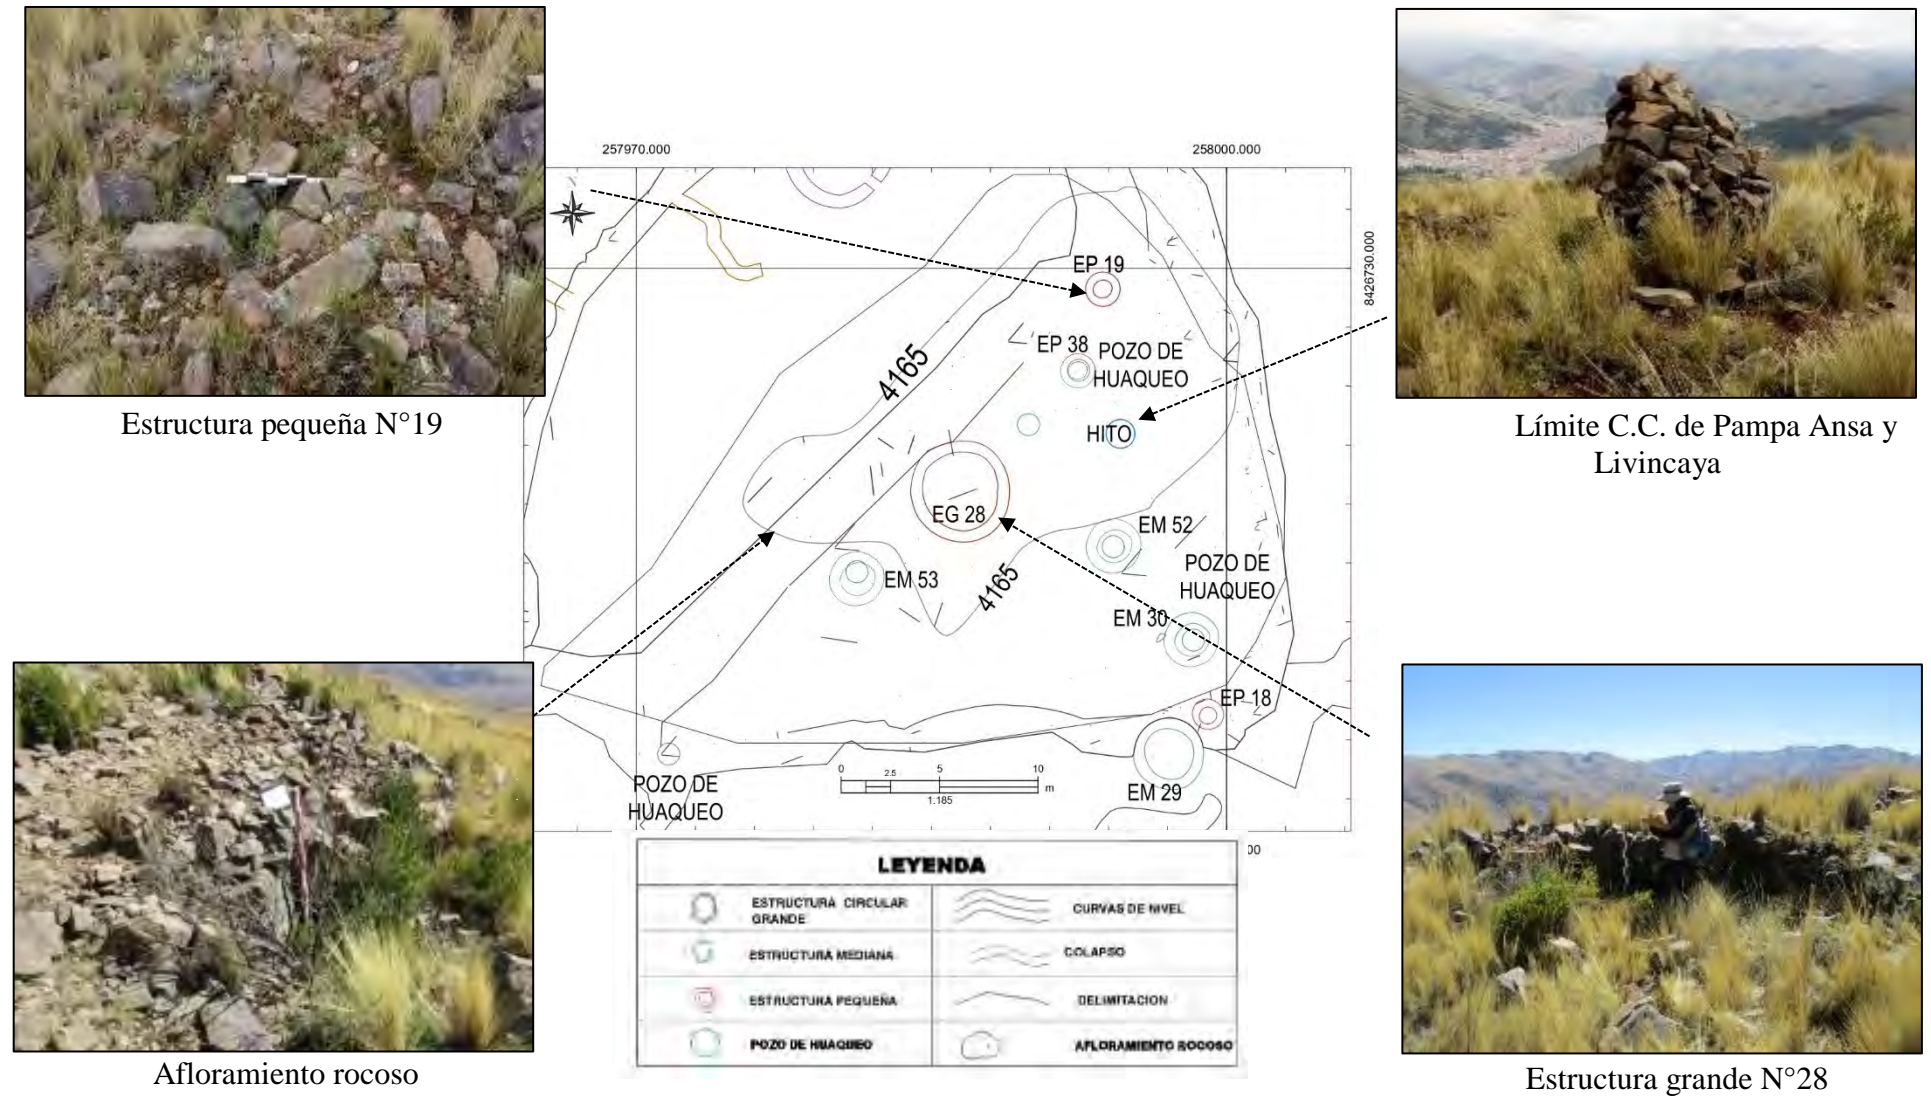 257970.000
258000.000
8426730.000
EP 19
EP 38
POZO DE
HUAQUEO
4165
HITO
EG 28
EM 52
POZO DE
HUAQUEO
EM 53
4165
EM 30
EP 18
POZO DE
HUAQUEO
0
2.5
5
10
m
1:185
EM 29
00
Estructura pequeña N°19
Límite C.C. de Pampa Ansa y
Livincaya
Afloramiento rocoso
Estructura grande N°28
LEYENDA
ESTRUCTURA CIRCULAR
GRANDE
CURVAS DE NIVEL
ESTRUCTURA MEDIANA
COLAPSO
ESTRUCTURA PEQUEÑA
DELIMITACION
POZO DE HUAQUEO
AFLORAMIENTO ROCOSO